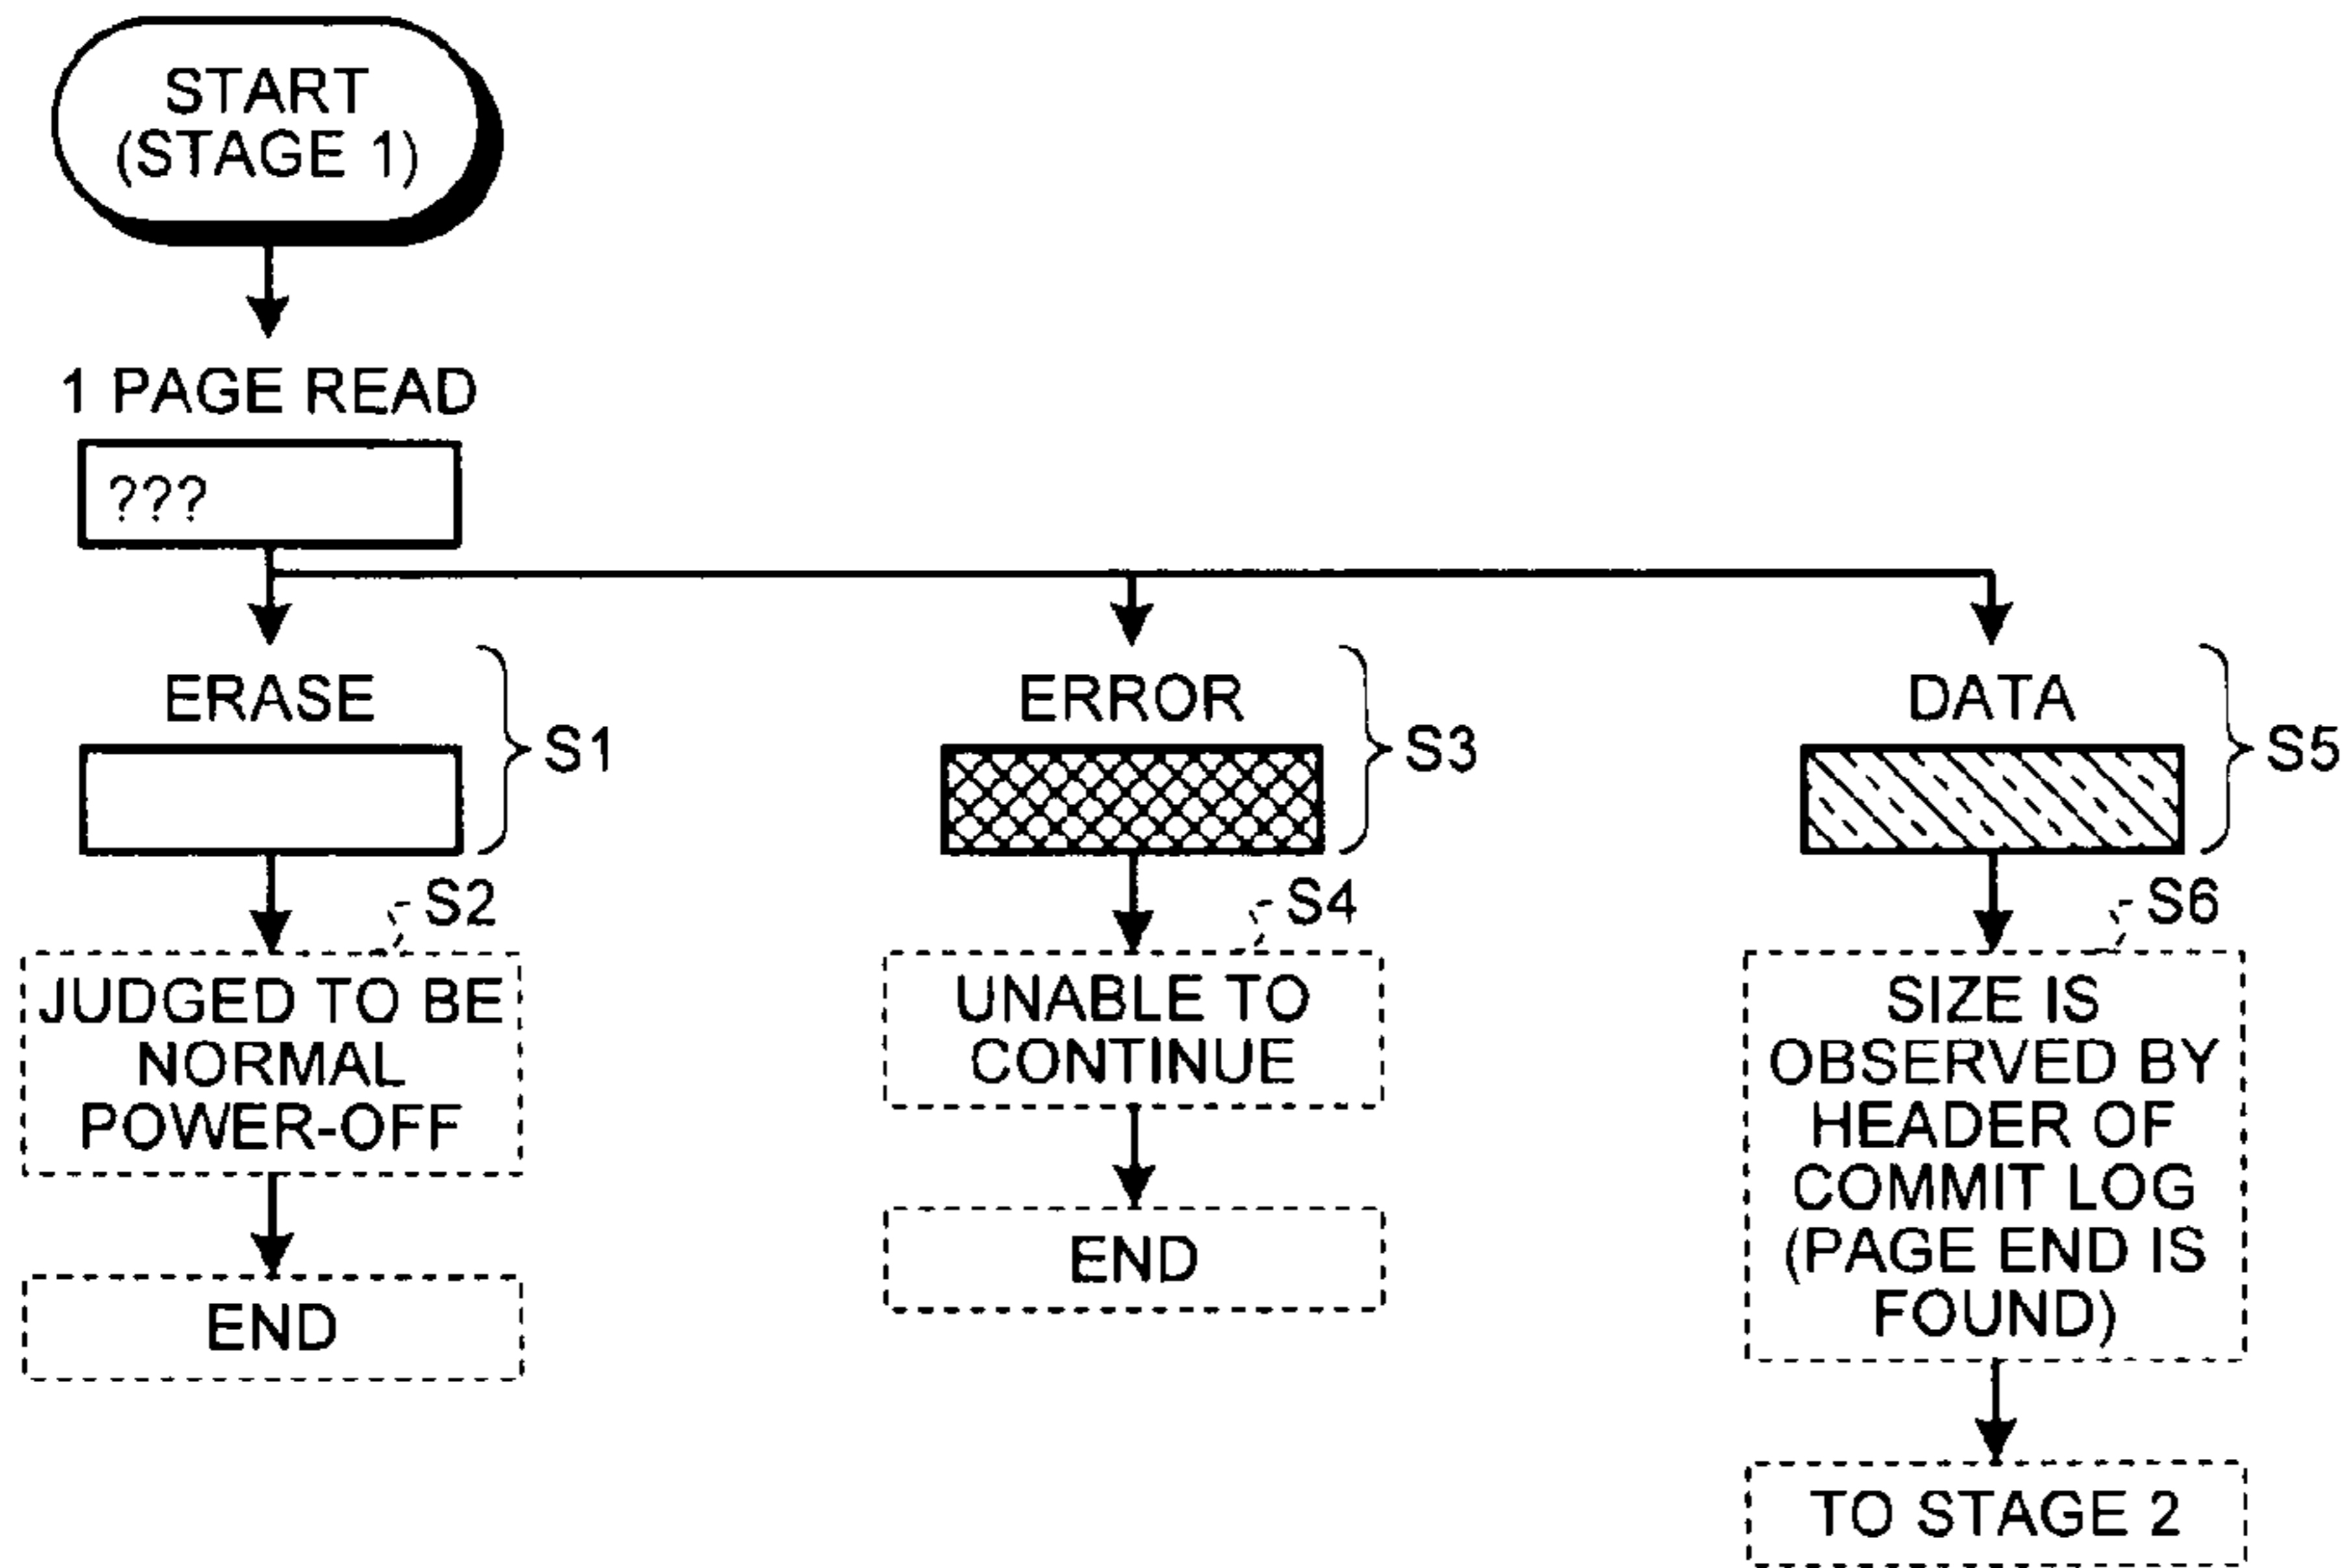 START
(STAGE 1)
1 PAGE READ
???
ERASE
S1
ERROR
S3
DATA
S5
S2
JUDGED TO BE
NORMAL
POWER-OFF
END
S4
UNABLE TO
CONTINUE
END
S6
SIZE IS
OBSERVED BY
HEADER OF
COMMIT LOG
(PAGE END IS
FOUND)
TO STAGE 2